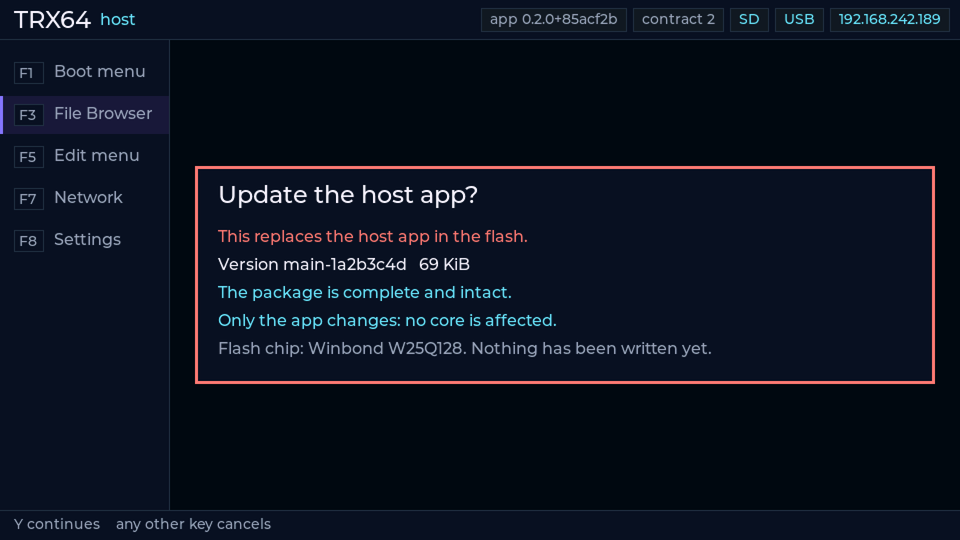 TRX64 host
app 0.2.0+85acf2b
contract 2
SD
USB
192.168.242.189
F1 Boot menu
F3 File Browser
F5 Edit menu
F7 Network
F8 Settings
Update the host app?
This replaces the host app in the flash.
Version main-1a2b3c4d 69 KiB
The package is complete and intact.
Only the app changes: no core is affected.
Flash chip: Winbond W25Q128. Nothing has been written yet.
Y continues any other key cancels